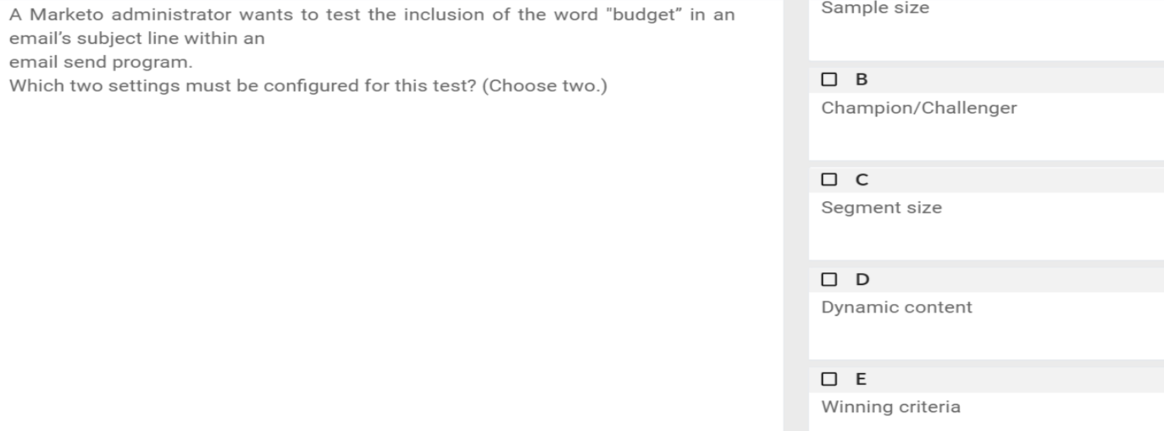 A Marketo administrator wants to test the inclusion of the word "budget” in an
email’s subject line within an
email send program.
Which two settings must be configured for this test? (Choose two.)
Sample size
B
Champion/Challenger
C
Segment size
D
Dynamic content
E
Winning criteria